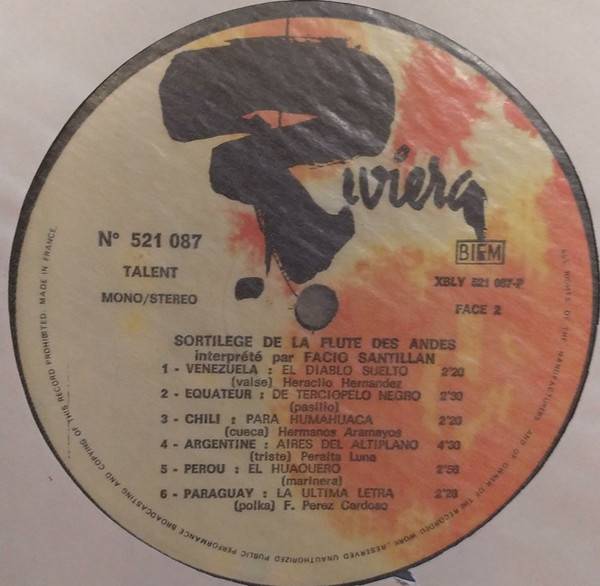 Riviera
N° 521 087
BIEM
TALENT
XBLY 521 087-P
MONO/STEREO
FACE 2
SORTILEGE DE LA FLUTE DES ANDES
interprété par FACIO SANTILLAN
1 - VENEZUELA : EL DIABLO SUELTO 2'20
(valse) Heraclio Hernandez
2 - EQUATEUR : DE TERCIOPELO NEGRO 2'30
(pasillo)
3 - CHILI : PARA HUMAHUACA 2'20
(cueca) Hermanos Aramayos
4 - ARGENTINE : AIRES DE ALTIPLANO 4'30
(triste) Peralta Luna
5 - PEROU : EL HUAQUERO 2'56
(marinera)
6 - PARAGUAY : LA ULTIMA LETRA 2'28
(polka) F. Perez Cardoso
ALL RIGHTS OF THE MANUFACTURERS AND OR OWNER OF THE RECORDED WORK RESERVED UNAUTHORIZED PUBLIC PERFORMANCE BROADCASTING AND COPYING OF THIS RECORD PROHIBITED. MADE IN FRANCE